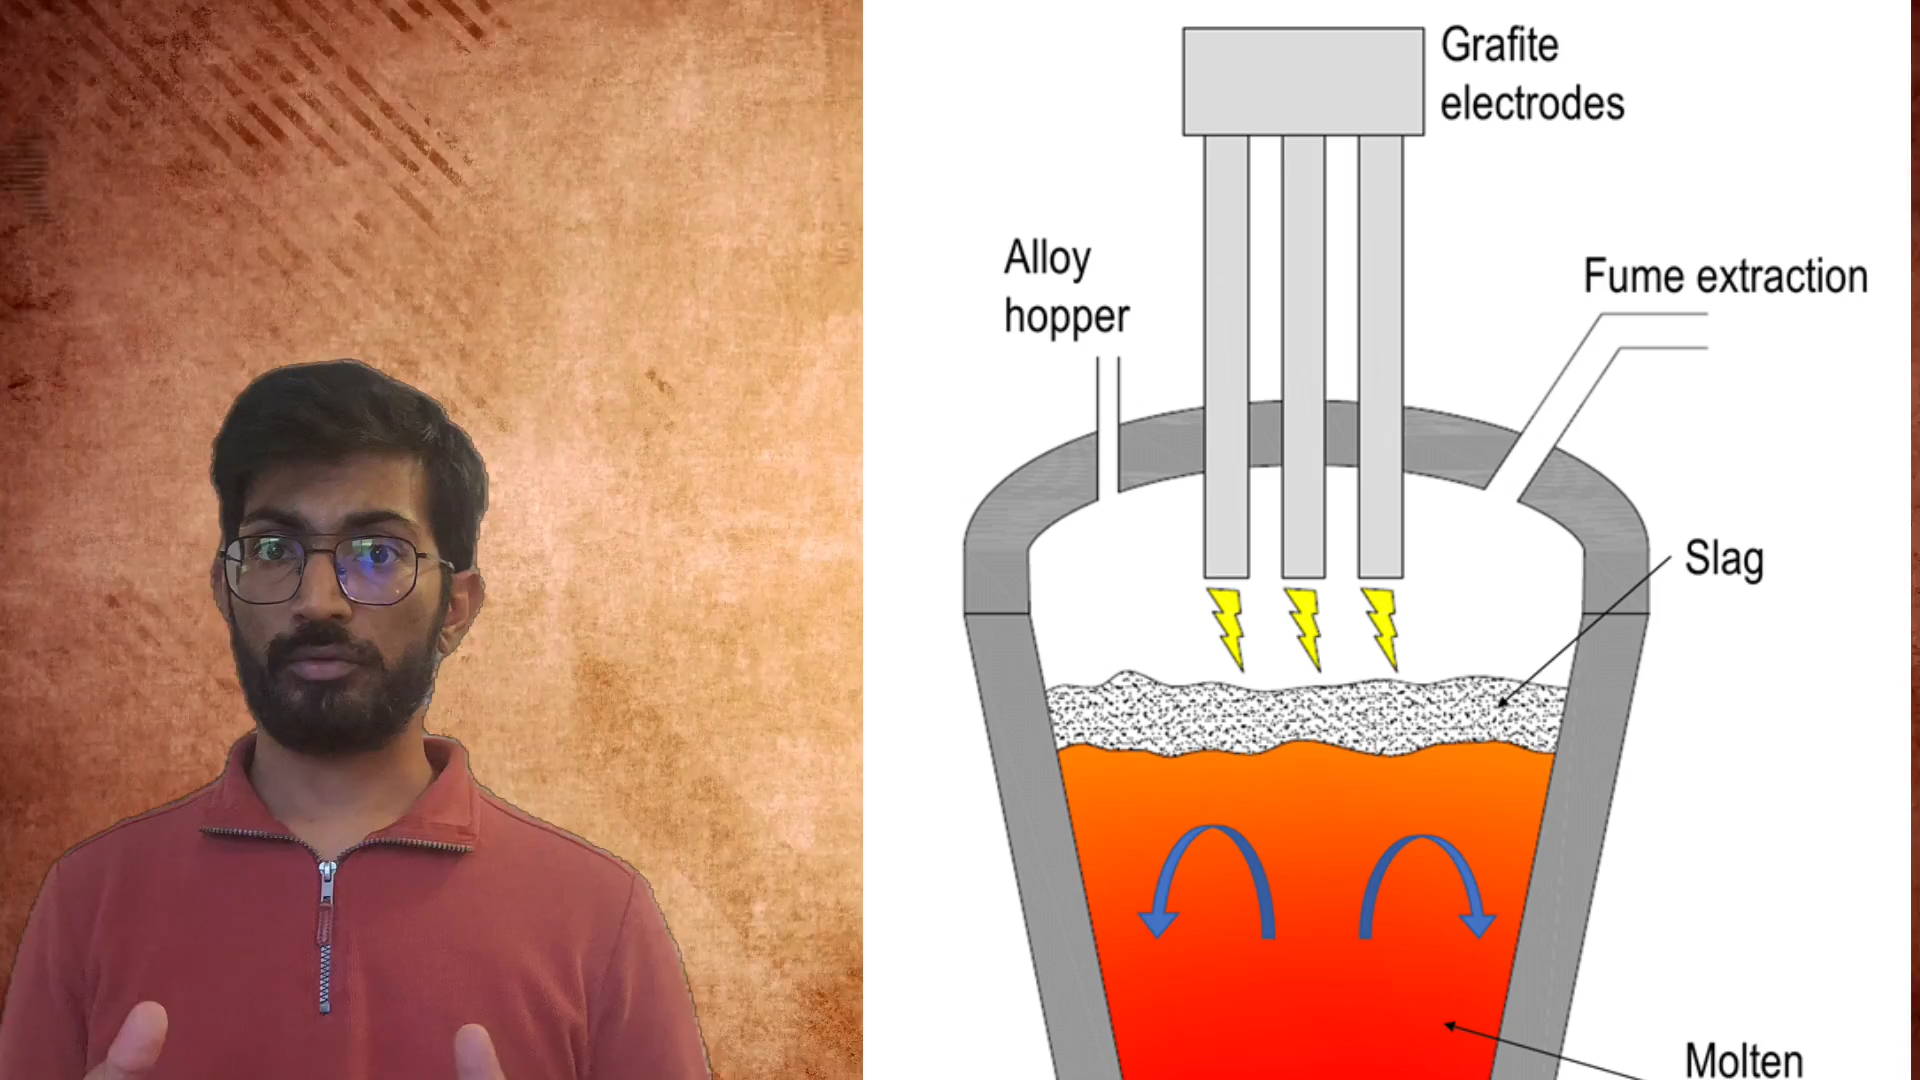 Grafite
electrodes
Alloy
hopper
Fume extraction
Slag
Molten